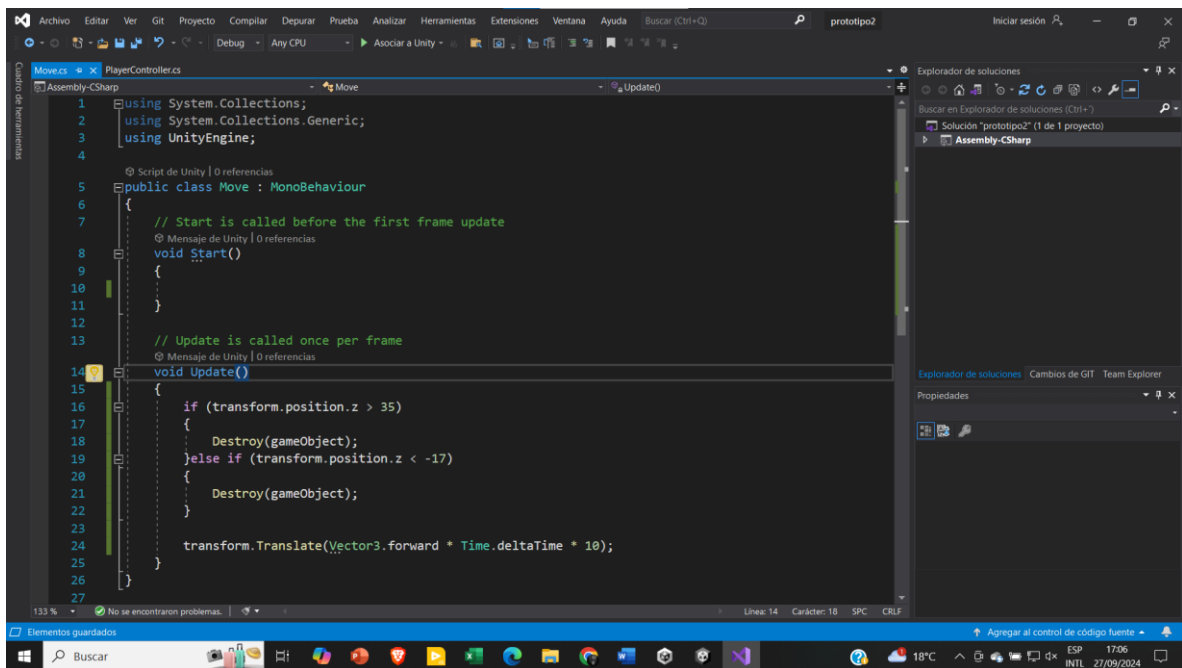 Archivo Editar Ver Git Proyecto Compilar Depurar Prueba Analizar Herramientas Extensiones Ventana Ayuda Buscar (Ctrl+Q) prototipo2 Iniciar sesión
Debug Any CPU Asociar a Unity
Cuadro de herramientas
Move.cs PlayerController.cs
Assembly-CSharp Move Update()
1 using System.Collections;
2 using System.Collections.Generic;
3 using UnityEngine;
4
Script de Unity | 0 referencias
5 public class Move : MonoBehaviour
6 {
7 // Start is called before the first frame update
Mensaje de Unity | 0 referencias
8 void Start()
9 {
10
11 }
12
13 // Update is called once per frame
Mensaje de Unity | 0 referencias
14 void Update()
15 {
16 if (transform.position.z > 35)
17 {
18 Destroy(gameObject);
19 }else if (transform.position.z < -17)
20 {
21 Destroy(gameObject);
22 }
23
24 transform.Translate(Vector3.forward * Time.deltaTime * 10);
25 }
26 }
27
133 % No se encontraron problemas. Línea: 14 Carácter: 18 SPC CRLF
Explorador de soluciones
Buscar en Explorador de soluciones (Ctrl+¨)
Solución "prototipo2" (1 de 1 proyecto)
Assembly-CSharp
Explorador de soluciones Cambios de GIT Team Explorer
Propiedades
Elementos guardados Agregar al control de código fuente
Buscar 18°C ESP INTL 17:06 27/09/2024